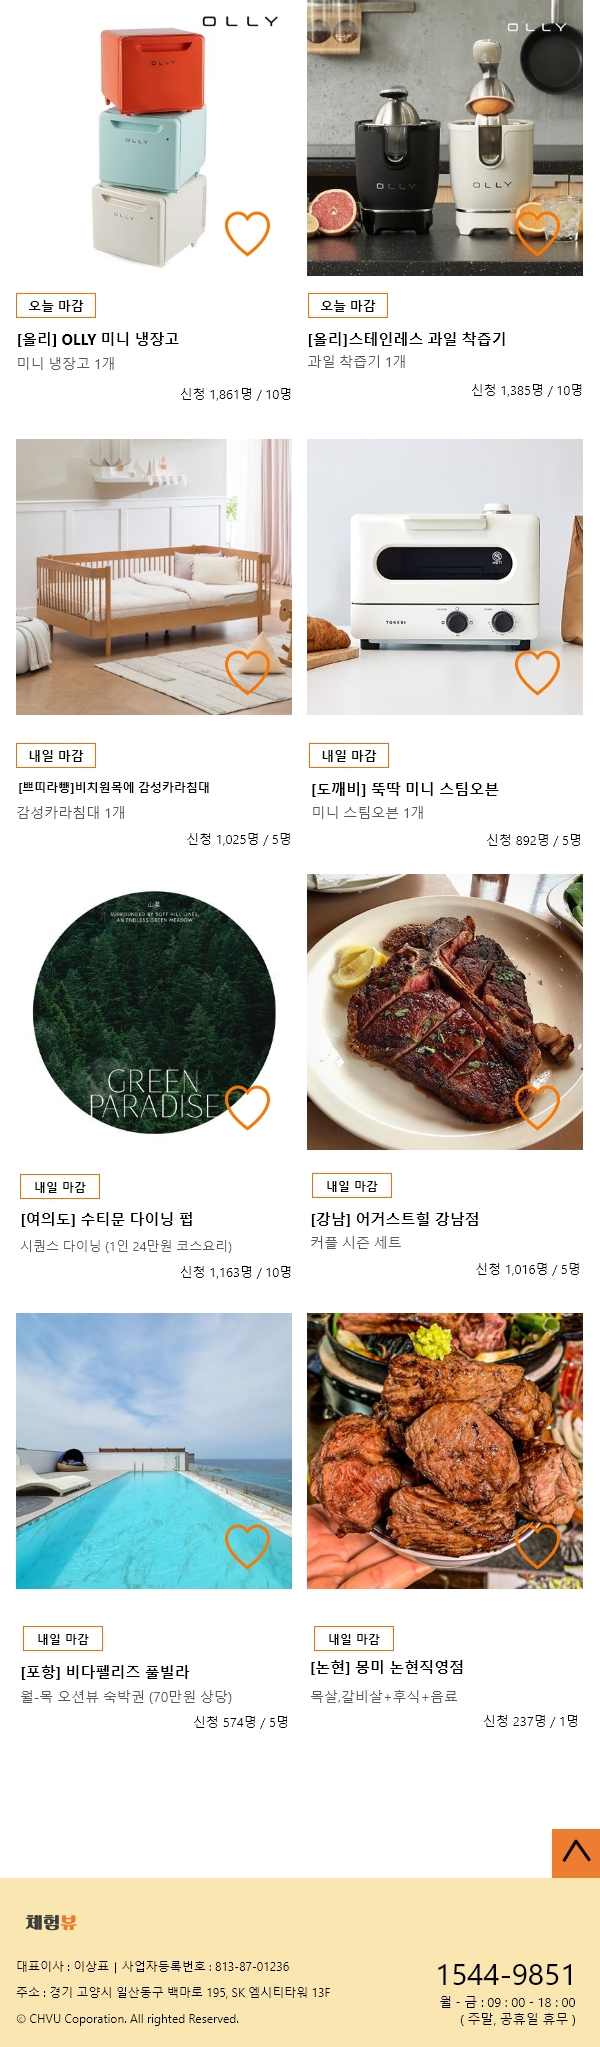 OLLY
OLLY
OLLY
OLLY
OLLY
OLLY
OLLY
오늘 마감
[올리] OLLY 미니 냉장고
미니 냉장고 1개
신청 1,861명 / 10명
오늘 마감
[올리]스테인레스 과일 착즙기
과일 착즙기 1개
신청 1,385명 / 10명
TOKEBI
내일 마감
[쁘띠라뺑]비치원목에 감성카라침대
감성카라침대 1개
신청 1,025명 / 5명
내일 마감
[도깨비] 뚝딱 미니 스팀오븐
미니 스팀오븐 1개
신청 892명 / 5명
SURROUNDED BY SOFT HILL LINES,
AN ENDLESS GREEN MEADOW
GREEN
PARADISE
내일 마감
[여의도] 수티문 다이닝 펍
시퀀스 다이닝 (1인 24만원 코스요리)
신청 1,163명 / 10명
내일 마감
[강남] 어거스트힐 강남점
커플 시즌 세트
신청 1,016명 / 5명
내일 마감
[포항] 비다펠리즈 풀빌라
월-목 오션뷰 숙박권 (70만원 상당)
신청 574명 / 5명
내일 마감
[논현] 몽미 논현직영점
목살,갈비살+후식+음료
신청 237명 / 1명
체험뷰
대표이사 : 이상표 | 사업자등록번호 : 813-87-01236
주소 : 경기 고양시 일산동구 백마로 195, SK 엠시티타워 13F
© CHVU Coporation. All righted Reserved.
1544-9851
월 - 금 : 09 : 00 - 18 : 00
( 주말, 공휴일 휴무 )